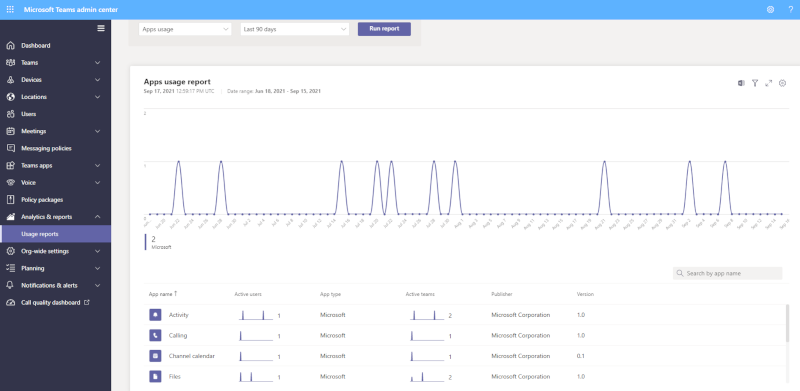 Microsoft Teams admin center
?
Dashboard
Teams
Devices
Locations
Users
Meetings
Messaging policies
Teams apps
Voice
Policy packages
Analytics & reports
Usage reports
Org-wide settings
Planning
Notifications & alerts
Call quality dashboard
Apps usage
Last 90 days
Run report
Apps usage report
Sep 17, 2021 12:59:17 PM UTC | Date range: Jun 18, 2021 - Sep 15, 2021
2
1
0
2
Microsoft
Search by app name
App name ↑ Active users App type Active teams Publisher Version
Activity 1 Microsoft 2 Microsoft Corporation 1.0
Calling 1 Microsoft 1 Microsoft Corporation 1.0
Channel calendar 1 Microsoft 1 Microsoft Corporation 0.1
Files 1 Microsoft 2 Microsoft Corporation 1.0